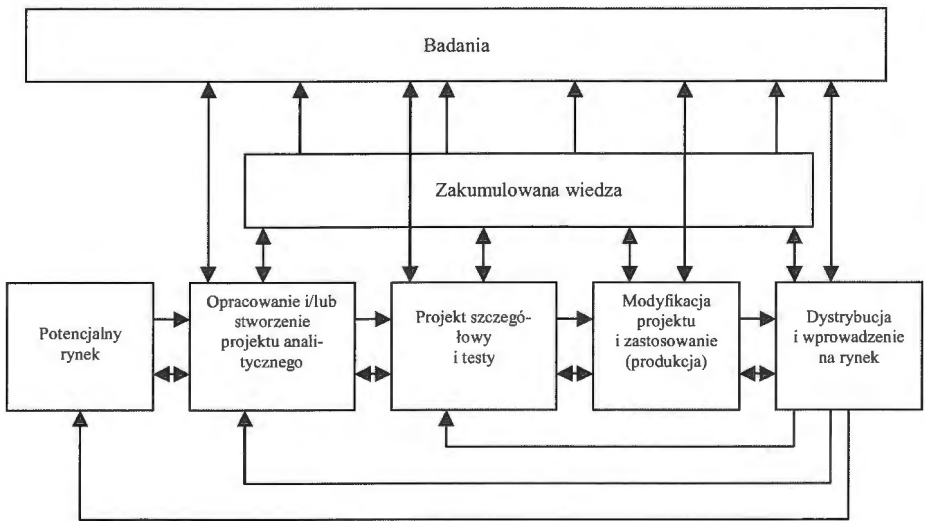 Badania
Zakumulowana wiedza
Potencjalny
rynek
Opracowanie i/lub
stworzenie
projektu anali-
tycznego
Projekt szczegó-
łowy
i testy
Modyfikacja
projektu
i zastosowanie
(produkcja)
Dystrybucja
i wprowadzenie
na rynek